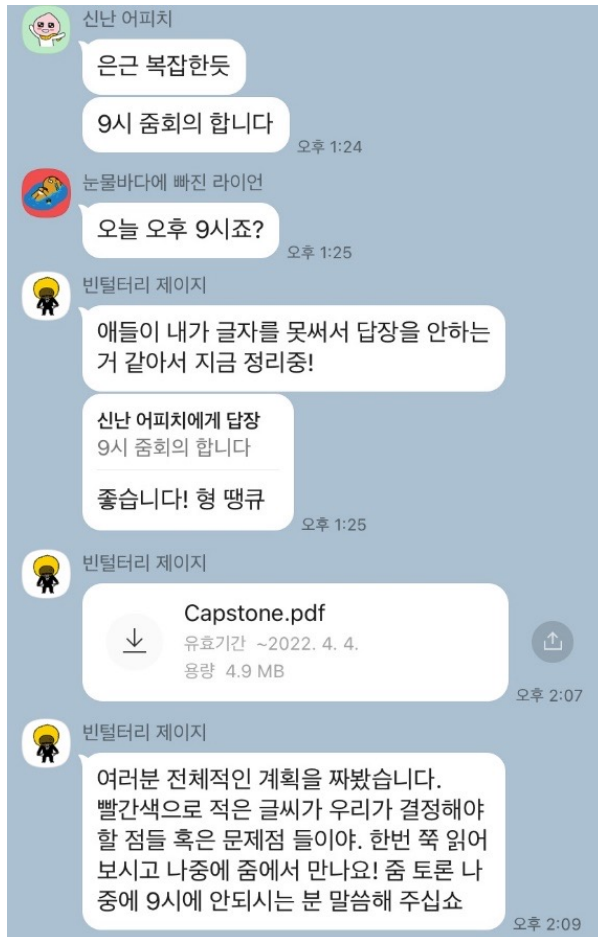 신난 어피치
은근 복잡한듯
9시 줌회의 합니다
오후 1:24
눈물바다에 빠진 라이언
오늘 오후 9시죠?
오후 1:25
빈털터리 제이지
애들이 내가 글자를 못써서 답장을 안하는
거 같아서 지금 정리중!
신난 어피치에게 답장
9시 줌회의 합니다
좋습니다! 형 땡큐
오후 1:25
빈털터리 제이지
Capstone.pdf
유효기간 ~2022. 4. 4.
용량 4.9 MB
오후 2:07
빈털터리 제이지
여러분 전체적인 계획을 짜봤습니다.
빨간색으로 적은 글씨가 우리가 결정해야
할 점들 혹은 문제점 들이야. 한번 쭉 읽어
보시고 나중에 줌에서 만나요! 줌 토론 나
중에 9시에 안되시는 분 말씀해 주십쇼
오후 2:09